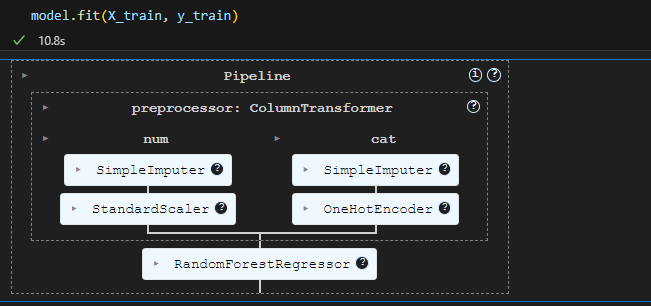 model.fit(X_train, y_train)
10.8s
Pipeline
preprocessor: ColumnTransformer
num cat
SimpleImputer ? SimpleImputer ?
StandardScaler ? OneHotEncoder ?
RandomForestRegressor ?